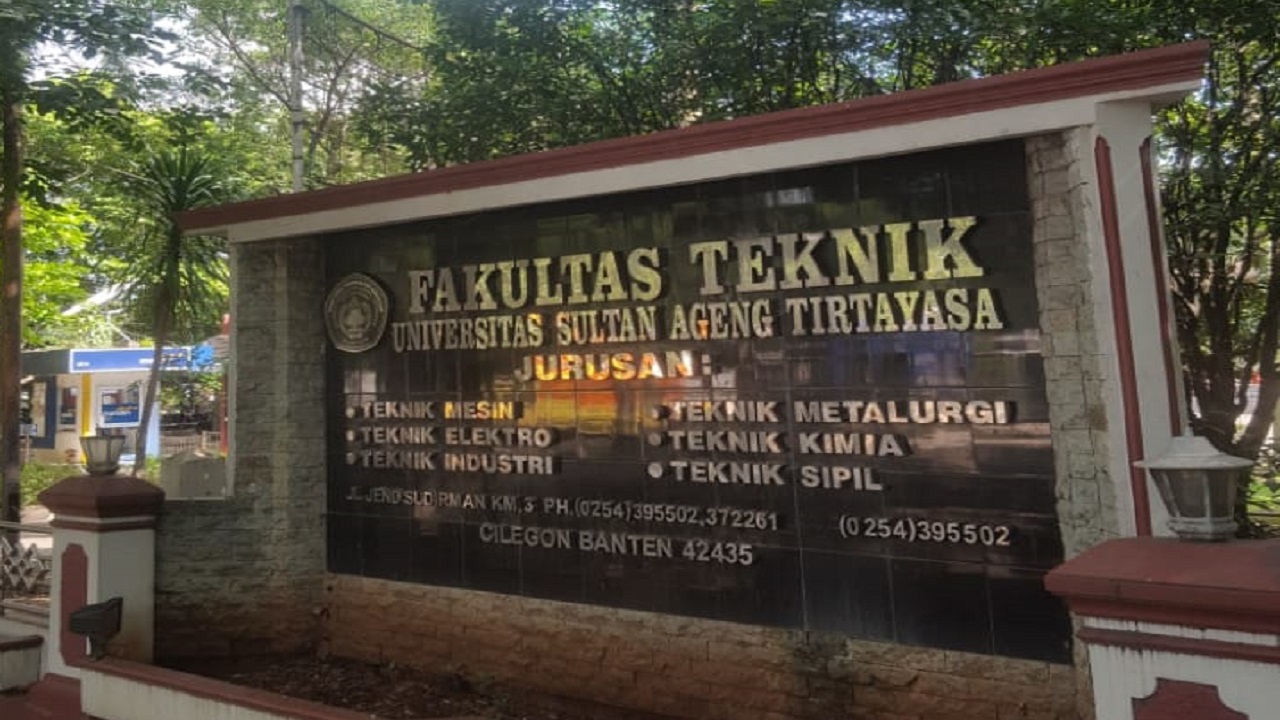 FAKULTAS TEKNIK
UNIVERSITAS SULTAN AGENG TIRTAYASA
JURUSAN :
• TEKNIK MESIN
• TEKNIK ELEKTRO
• TEKNIK INDUSTRI
• TEKNIK METALURGI
• TEKNIK KIMIA
• TEKNIK SIPIL
JL. JEND SUDIRMAN KM, 3 PH.(0254)395502,372261 (0254)395502
CILEGON BANTEN 42435